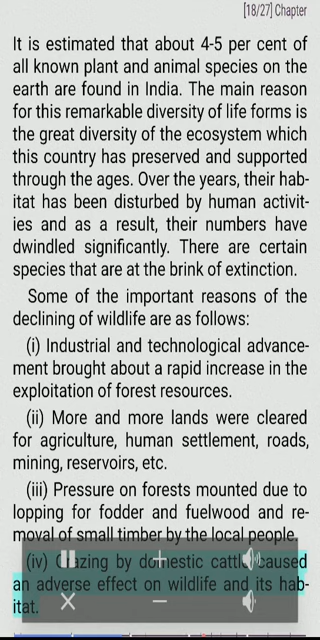 [18/27] Chapter
It is estimated that about 4-5 per cent of
all known plant and animal species on the
earth are found in India. The main reason
for this remarkable diversity of life forms is
the great diversity of the ecosystem which
this country has preserved and supported
through the ages. Over the years, their hab-
itat has been disturbed by human activit-
ies and as a result, their numbers have
dwindled significantly. There are certain
species that are at the brink of extinction.
Some of the important reasons of the
declining of wildlife are as follows:
(i) Industrial and technological advance-
ment brought about a rapid increase in the
exploitation of forest resources.
(ii) More and more lands were cleared
for agriculture, human settlement, roads,
mining, reservoirs, etc.
(iii) Pressure on forests mounted due to
lopping for fodder and fuelwood and re-
moval of small timber by the local people.
(iv) Grazing by domestic cattle caused
an adverse effect on wildlife and its hab-
itat.